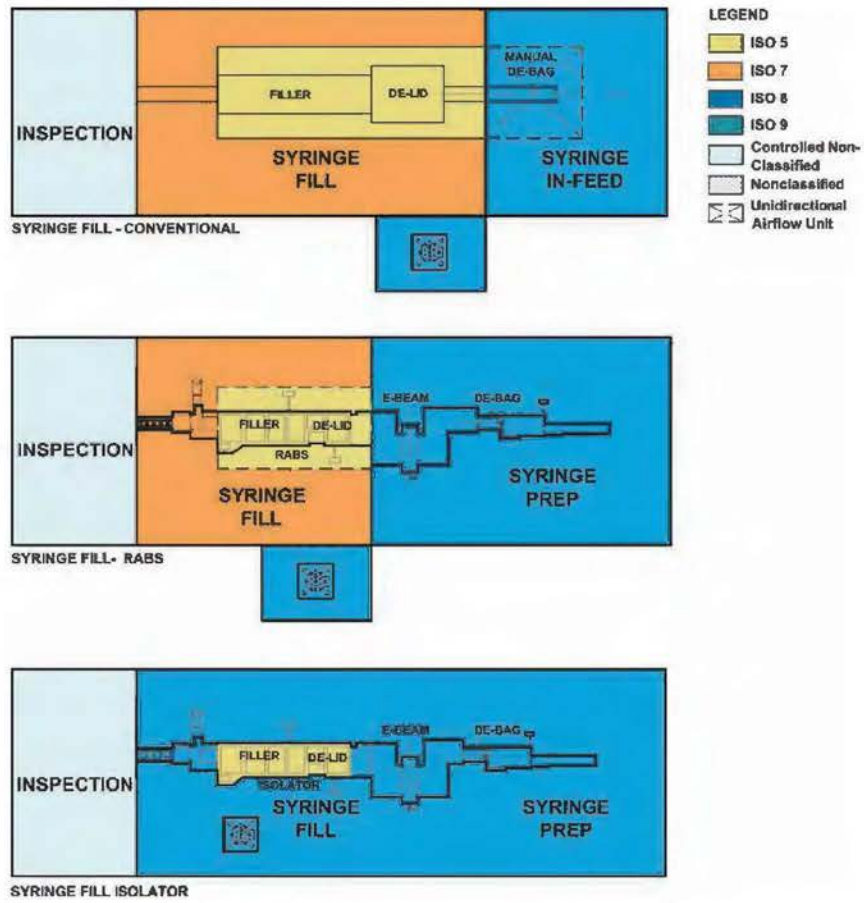 LEGEND
ISO 5
ISO 7
ISO 8
ISO 9
Controlled Non-
Classified
Nonclassified
Unidirectional
Airflow Unit
INSPECTION
FILLER
DE-LID
MANUAL
DE-BAG
SYRINGE
FILL
SYRINGE
IN-FEED
SYRINGE FILL - CONVENTIONAL
INSPECTION
FILLER
DE-LID
RABS
E-BEAM
DE-BAG
SYRINGE
FILL
SYRINGE
PREP
SYRINGE FILL- RABS
INSPECTION
FILLER
DE-LID
ISOLATOR
E-BEAM
DE-BAG
SYRINGE
FILL
SYRINGE
PREP
SYRINGE FILL ISOLATOR